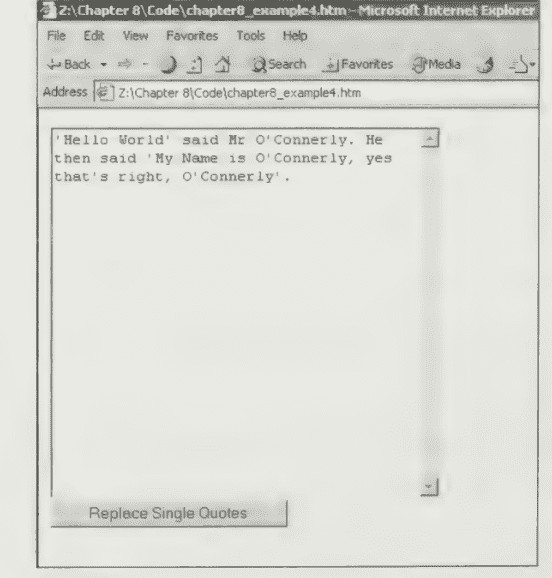 Z:\Chapter 8\Code\chapter8_example4.htm - Microsoft Internet Explorer
File Edit View Favorites Tools Help
Back Search Favorites Media
Address Z:\Chapter 8\Code\chapter8_example4.htm
'Hello World' said Mr O'Connerly. He
then said 'My Name is O'Connerly, yes
that's right, O'Connerly'.
Replace Single Quotes